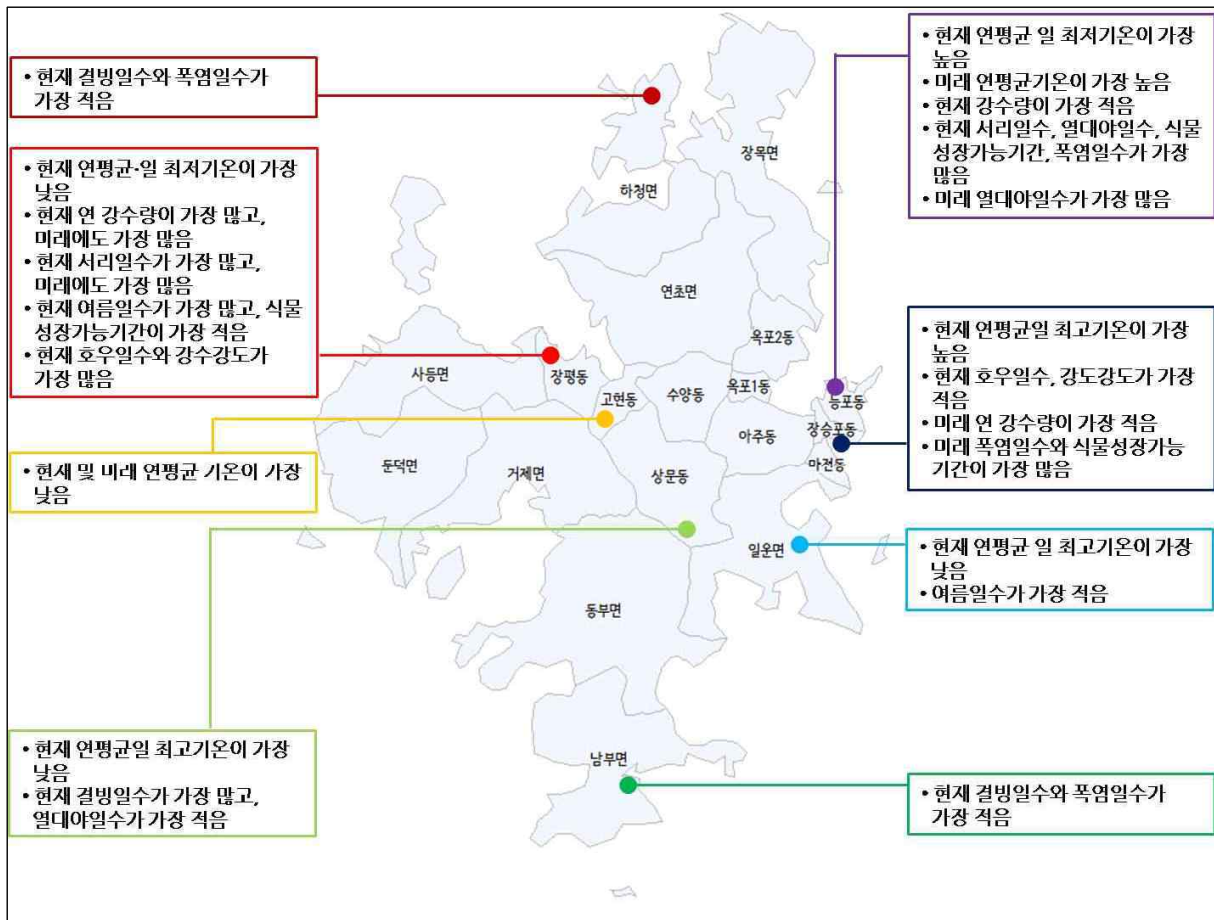 • 현재 결빙일수와 폭염일수가
가장 적음
• 현재 연평균·일 최저기온이 가장
낮음
• 현재 연 강수량이 가장 많고,
미래에도 가장 많음
• 현재 서리일수가 가장 많고,
미래에도 가장 많음
• 현재 여름일수가 가장 많고, 식물
성장가능기간이 가장 적음
• 현재 호우일수와 강수강도가
가장 많음
• 현재 및 미래 연평균 기온이 가장
낮음
• 현재 연평균일 최고기온이 가장
낮음
• 현재 결빙일수가 가장 많고,
열대야일수가 가장 적음
장목면
하청면
연초면
옥포2동
사등면
장평동
고현동
수양동
옥포1동
능포동
장승포동
아주동
마전동
둔덕면
거제면
상문동
일운면
동부면
남부면
• 현재 연평균 일 최저기온이 가장
높음
• 미래 연평균기온이 가장 높음
• 현재 강수량이 가장 적음
• 현재 서리일수, 열대야일수, 식물
성장가능기간, 폭염일수가 가장
많음
• 미래 열대야일수가 가장 많음
• 현재 연평균일 최고기온이 가장
높음
• 현재 호우일수, 강도강도가 가장
적음
• 미래 연 강수량이 가장 적음
• 미래 폭염일수와 식물성장가능
기간이 가장 많음
• 현재 연평균 일 최고기온이 가장
낮음
• 여름일수가 가장 적음
• 현재 결빙일수와 폭염일수가
가장 적음